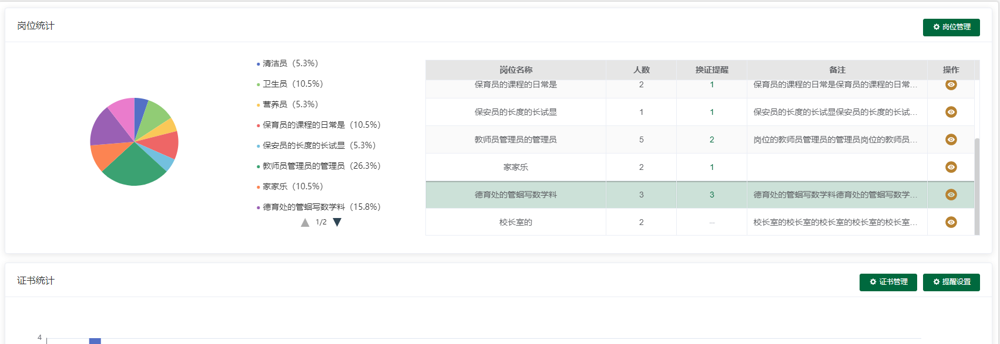 岗位统计
岗位管理
清洁员（5.3%）
卫生员（10.5%）
营养员（5.3%）
保育员的课程的日常是（10.5%）
保安员的长度的长试显（5.3%）
教师员管理员的管理员（26.3%）
家家乐（10.5%）
德育处的管蛔写数学料（15.8%）
1/2
岗位名称 人数 换证提醒 备注 操作
保育员的课程的日常是 2 1 保育员的课程的日常是保育员的课程的日常...
保安员的长度的长试显 1 1 保安员的长度的长试显保安员的长度的长试...
教师员管理员的管理员 5 2 岗位的教师员管理员的管理员岗位的教师员...
家家乐 2 1
德育处的管蛔写数学料 3 3 德育处的管蛔写数学料德育处的管蛔写数学...
校长室的 2 — 校长室的校长室的校长室的校长室的校长室...
证书统计
证书管理 提醒设置
4